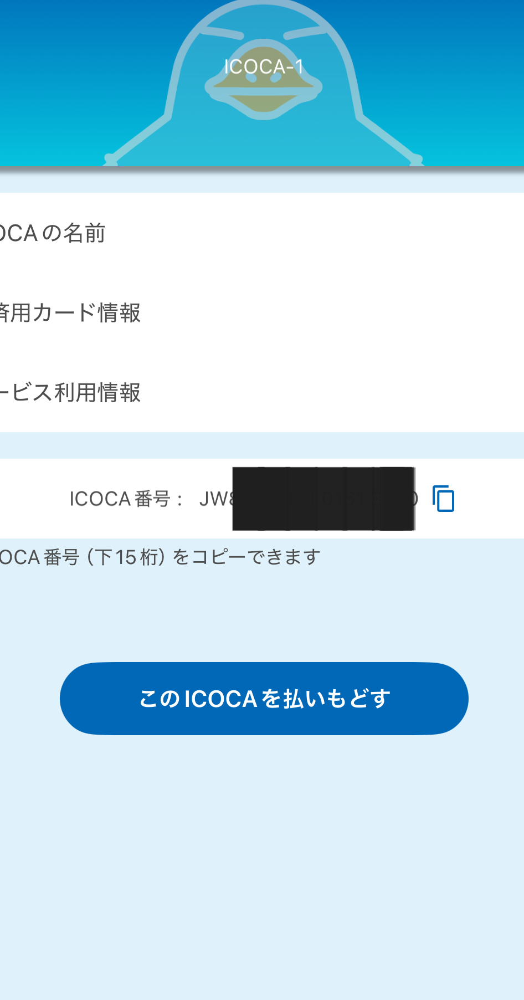 ICOCA-1
OCAの名前
済用カード情報
ービス利用情報
ICOCA番号： JW8
OCA番号（下15桁）をコピーできます
このICOCAを払いもどす